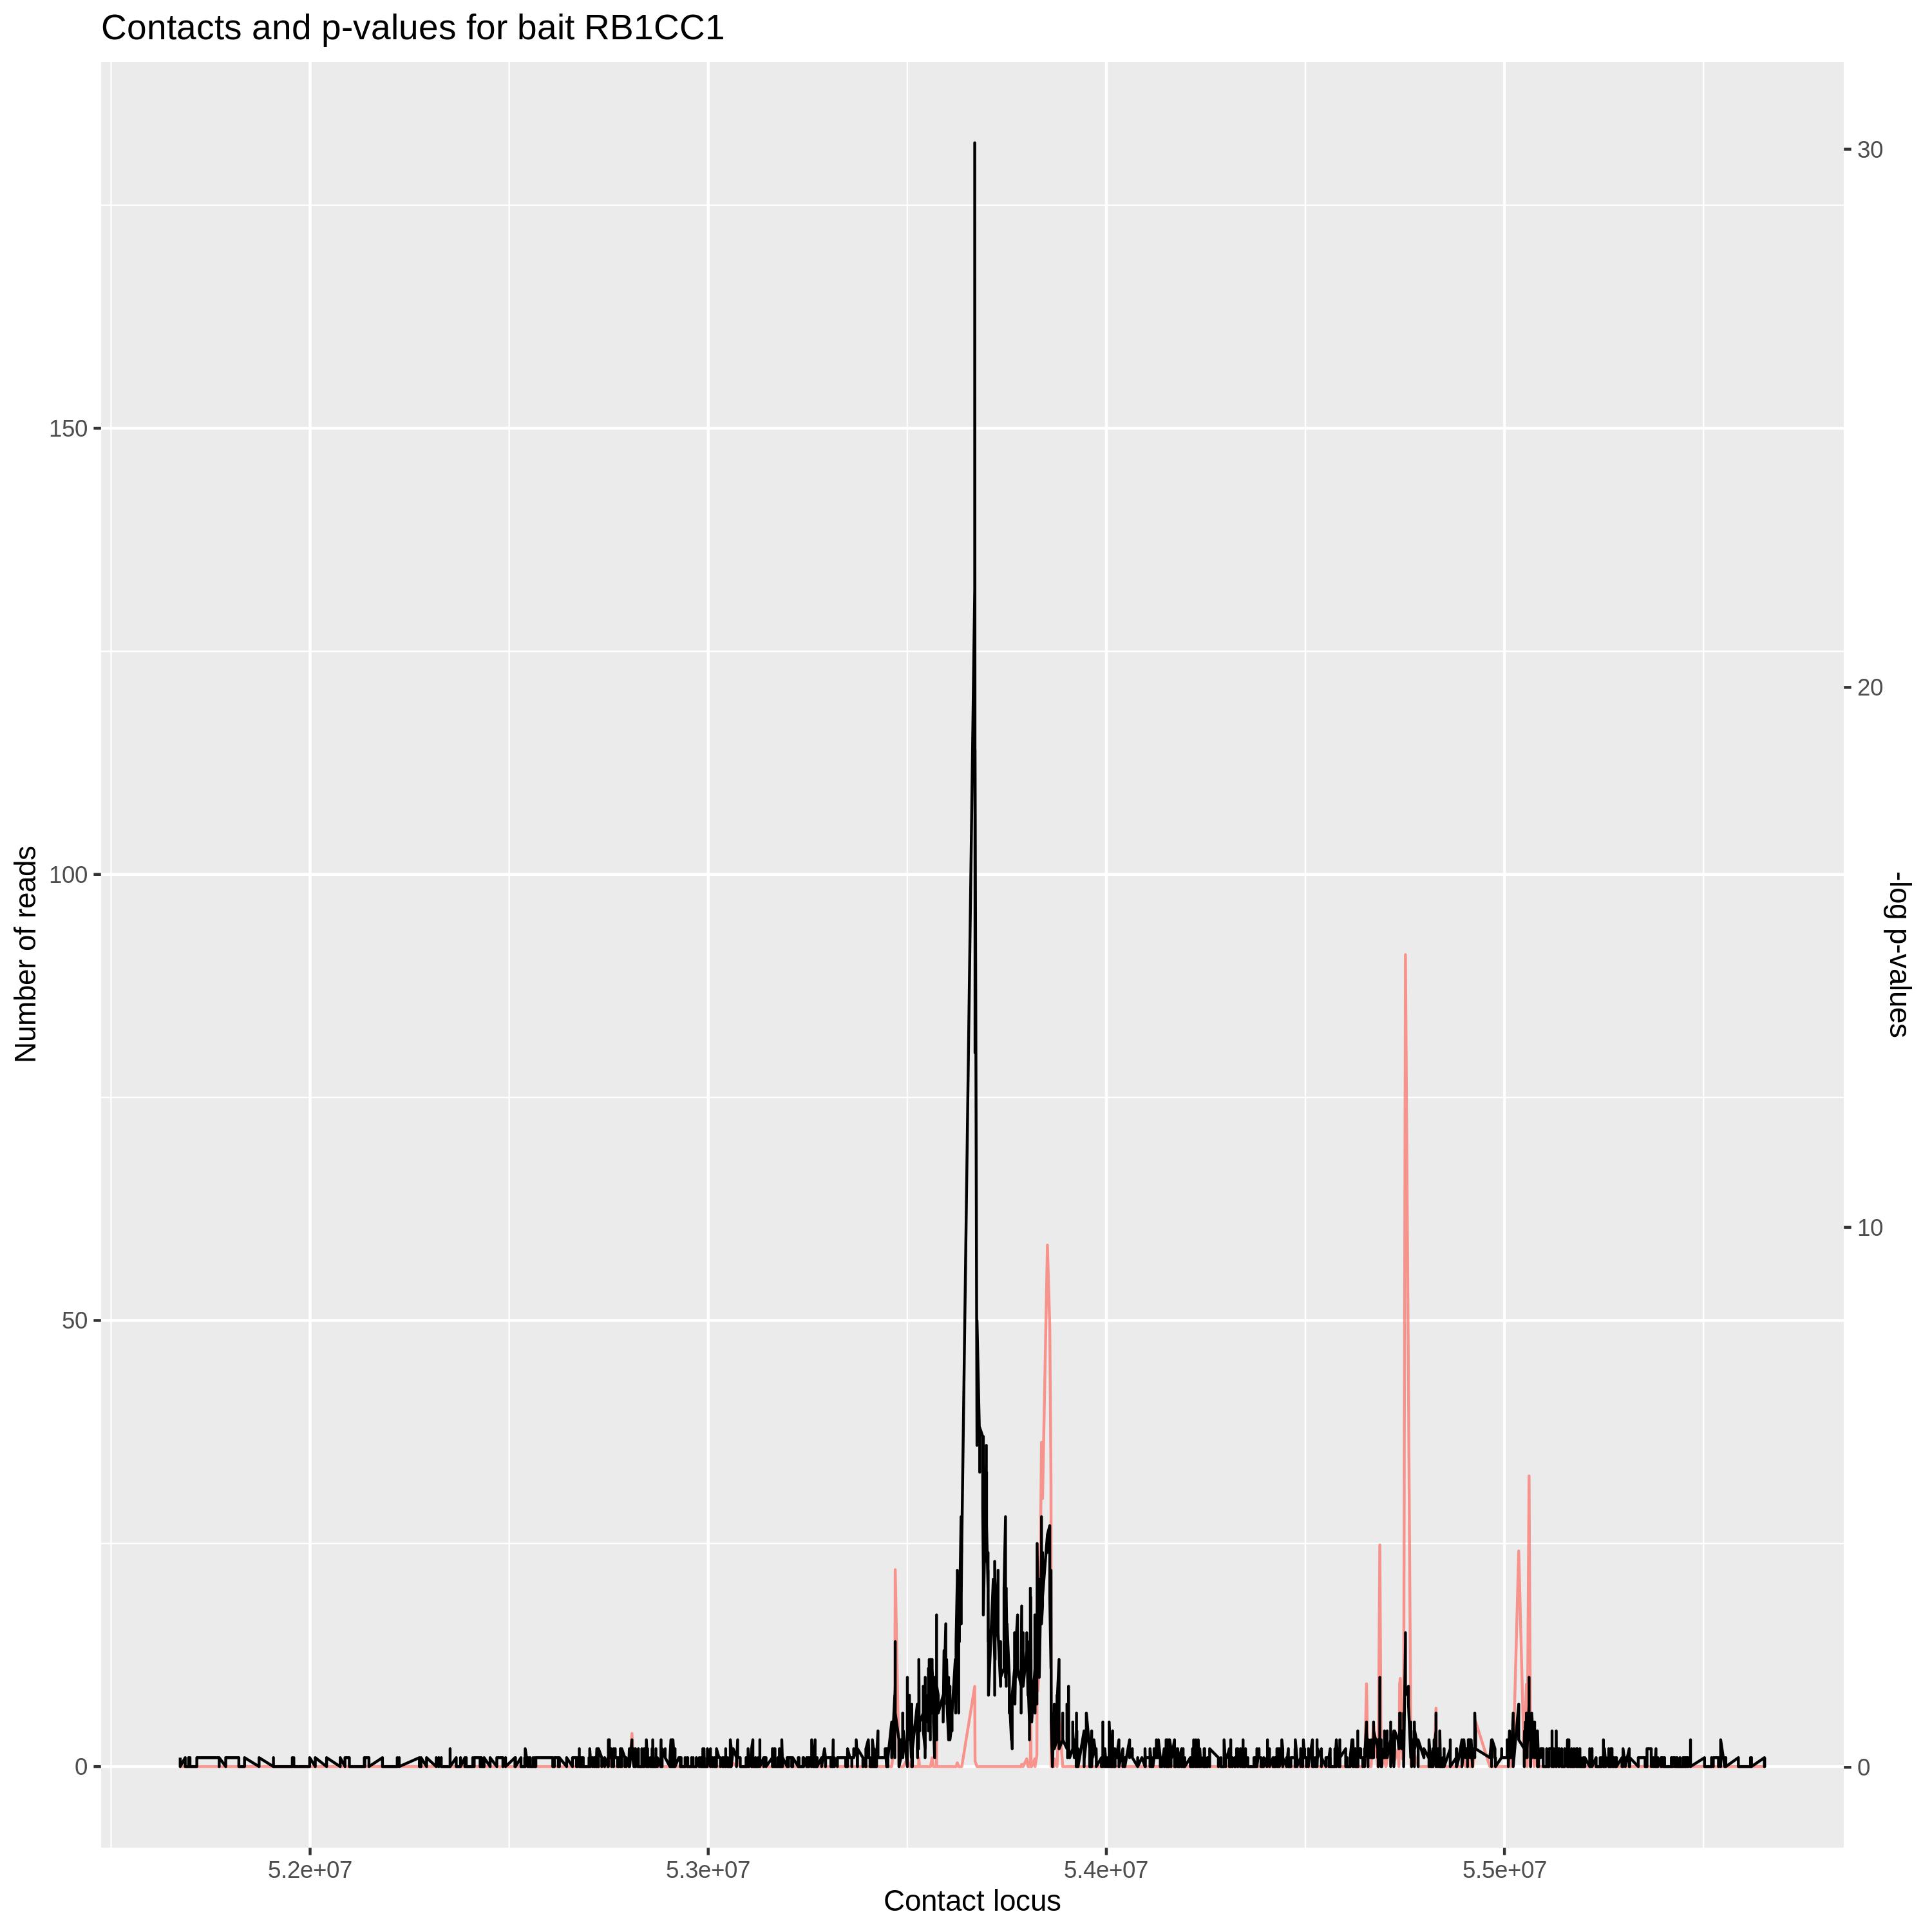 Contacts and p-values for bait RB1CC1
150
100
50
0
30
20
10
0
Number of reads
-log p-values
5.2e+07 5.3e+07 5.4e+07 5.5e+07
Contact locus